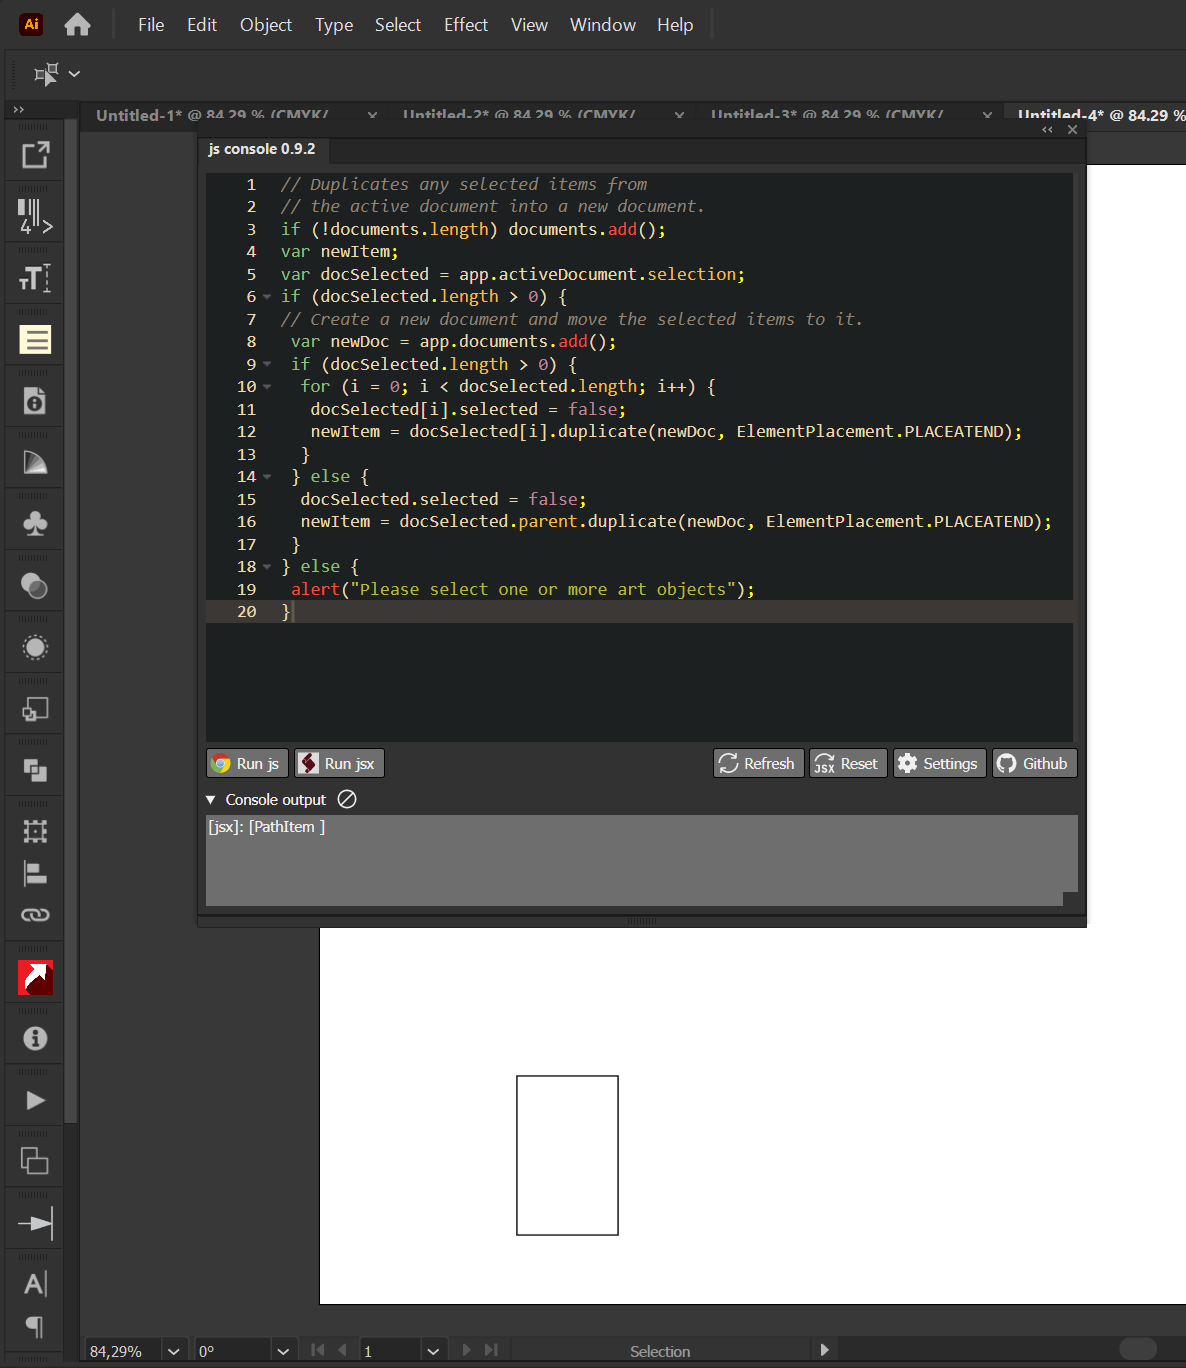 Ai File Edit Object Type Select Effect View Window Help
Untitled-1* @ 84.29 % (CMYK/ × Untitled-2* @ 84.29 % (CMYK/ × Untitled-3* @ 84.29 % (CMYK/ × Untitled-4* @ 84.29 %
js console 0.9.2
1 // Duplicates any selected items from
2 // the active document into a new document.
3 if (!documents.length) documents.add();
4 var newItem;
5 var docSelected = app.activeDocument.selection;
6 if (docSelected.length > 0) {
7 // Create a new document and move the selected items to it.
8  var newDoc = app.documents.add();
9  if (docSelected.length > 0) {
10   for (i = 0; i < docSelected.length; i++) {
11    docSelected[i].selected = false;
12    newItem = docSelected[i].duplicate(newDoc, ElementPlacement.PLACEATEND);
13   }
14  } else {
15   docSelected.selected = false;
16   newItem = docSelected.parent.duplicate(newDoc, ElementPlacement.PLACEATEND);
17  }
18 } else {
19  alert("Please select one or more art objects");
20 }
Run js Run jsx Refresh JSX Reset Settings Github
Console output
[jsx]: [PathItem ]
84,29% 0° 1 Selection